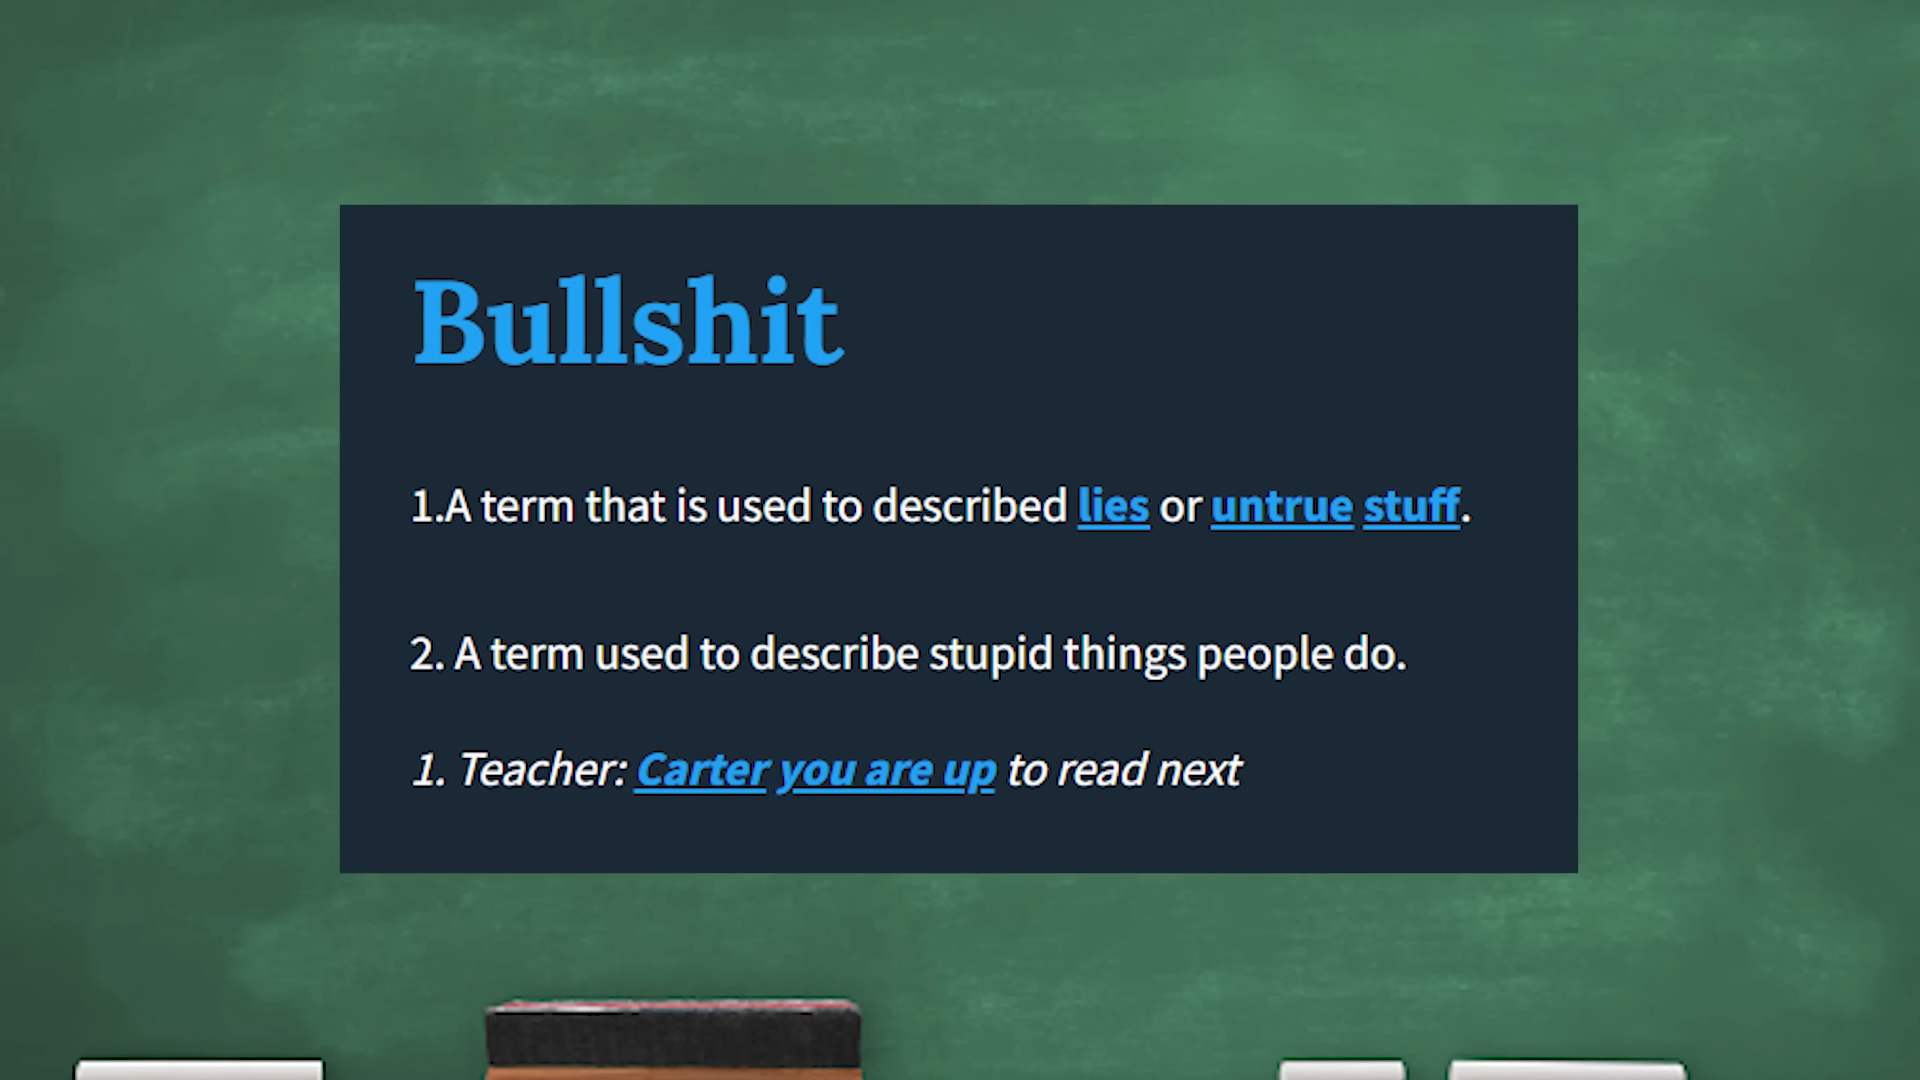 Bullshit
1.A term that is used to described lies or untrue stuff.
2. A term used to describe stupid things people do.
1. Teacher: Carter you are up to read next